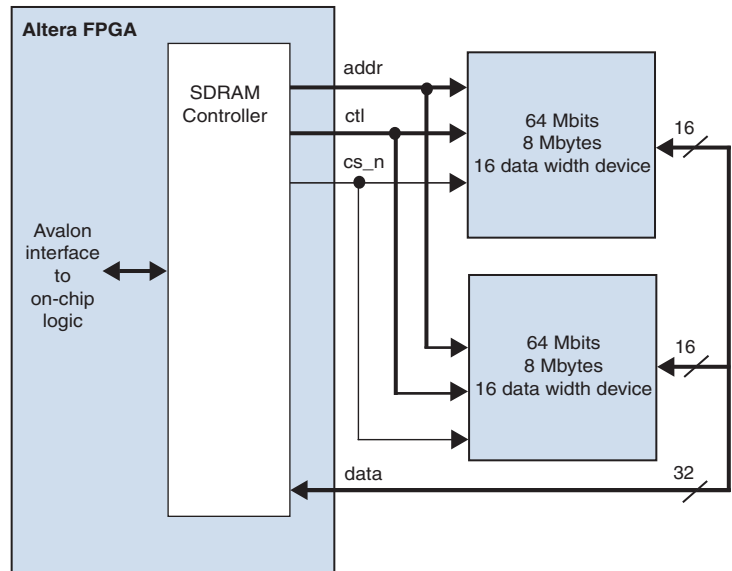 Altera FPGA
SDRAM
Controller
Avalon
interface
to
on-chip
logic
addr
ctl
cs_n
64 Mbits
8 Mbytes
16 data width device
16
64 Mbits
8 Mbytes
16 data width device
16
data
32